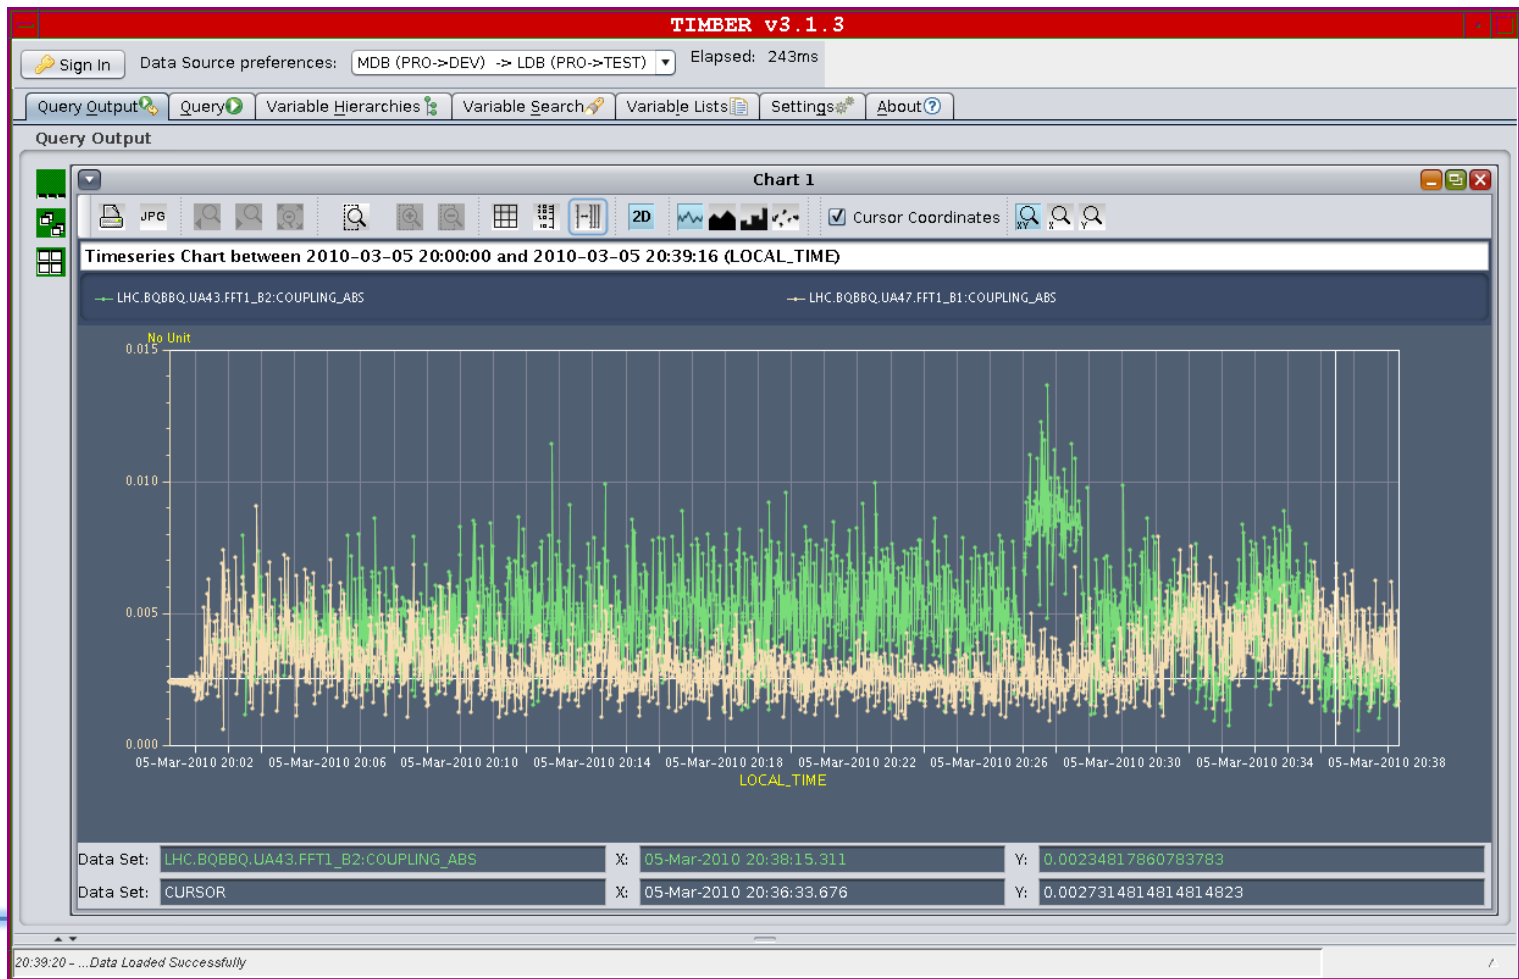 TIMBER v3.1.3
Sign In Data Source preferences: MDB (PRO->DEV) -> LDB (PRO->TEST) Elapsed: 243ms
Query Output Query Variable Hierarchies Variable Search Variable Lists Settings About
Query Output
Chart 1
JPG 2D Cursor Coordinates XY X Y
Timeseries Chart between 2010-03-05 20:00:00 and 2010-03-05 20:39:16 (LOCAL_TIME)
LHC.BQBBQ.UA43.FFT1_B2:COUPLING_ABS LHC.BQBBQ.UA47.FFT1_B1:COUPLING_ABS
No Unit
0.015
0.010
0.005
0.000
05-Mar-2010 20:02 05-Mar-2010 20:06 05-Mar-2010 20:10 05-Mar-2010 20:14 05-Mar-2010 20:18 05-Mar-2010 20:22 05-Mar-2010 20:26 05-Mar-2010 20:30 05-Mar-2010 20:34 05-Mar-2010 20:38
LOCAL_TIME
Data Set: LHC.BQBBQ.UA43.FFT1_B2:COUPLING_ABS X: 05-Mar-2010 20:38:15.311 Y: 0.00234817860783783
Data Set: CURSOR X: 05-Mar-2010 20:36:33.676 Y: 0.0027314814814814823
20:39:20 - ...Data Loaded Successfully